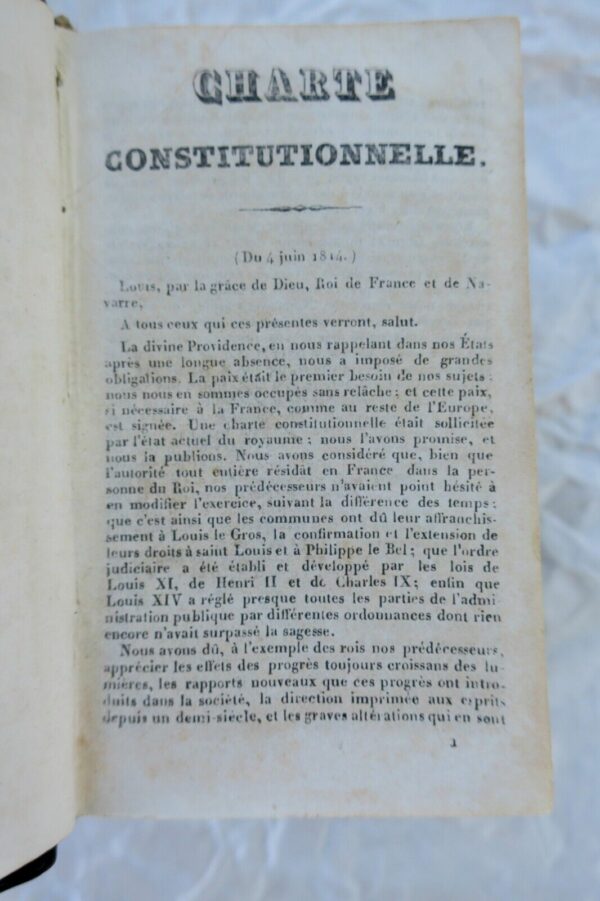 CHARTE
CONSTITUTIONNELLE.
(Du 4 juin 1814.)
Louis, par la grâce de Dieu, Roi de France et de Na-
varre,
A tous ceux qui ces présentes verront, salut.
La divine Providence, en nous rappelant dans nos États
après une longue absence, nous a imposé de grandes
obligations. La paix était le premier besoin de nos sujets :
nous nous en sommes occupés sans relâche ; et cette paix,
si nécessaire à la France, comme au reste de l'Europe,
est signée. Une charte constitutionnelle était sollicitée
par l'état actuel du royaume ; nous l'avons promise, et
nous la publions. Nous avons considéré que, bien que
l'autorité tout entière résidât en France dans la per-
sonne du Roi, nos prédécesseurs n'avaient point hésité à
en modifier l'exercice, suivant la différence des temps ;
que c'est ainsi que les communes ont dû leur affranchis-
sement à Louis le Gros, la confirmation et l'extension de
leurs droits à saint Louis et à Philippe le Bel ; que l'ordre
judiciaire a été établi et développé par les lois de
Louis XI, de Henri II et de Charles IX ; enfin que
Louis XIV a réglé presque toutes les parties de l'admi-
nistration publique par différentes ordonnances dont rien
encore n'avait surpassé la sagesse.
Nous avons dû, à l'exemple des rois nos prédécesseurs,
apprécier les effets des progrès toujours croissans des lu-
mières, les rapports nouveaux que ces progrès ont intro-
duits dans la société, la direction imprimée aux esprits
depuis un demi-siècle, et les graves altérations qui en sont
1